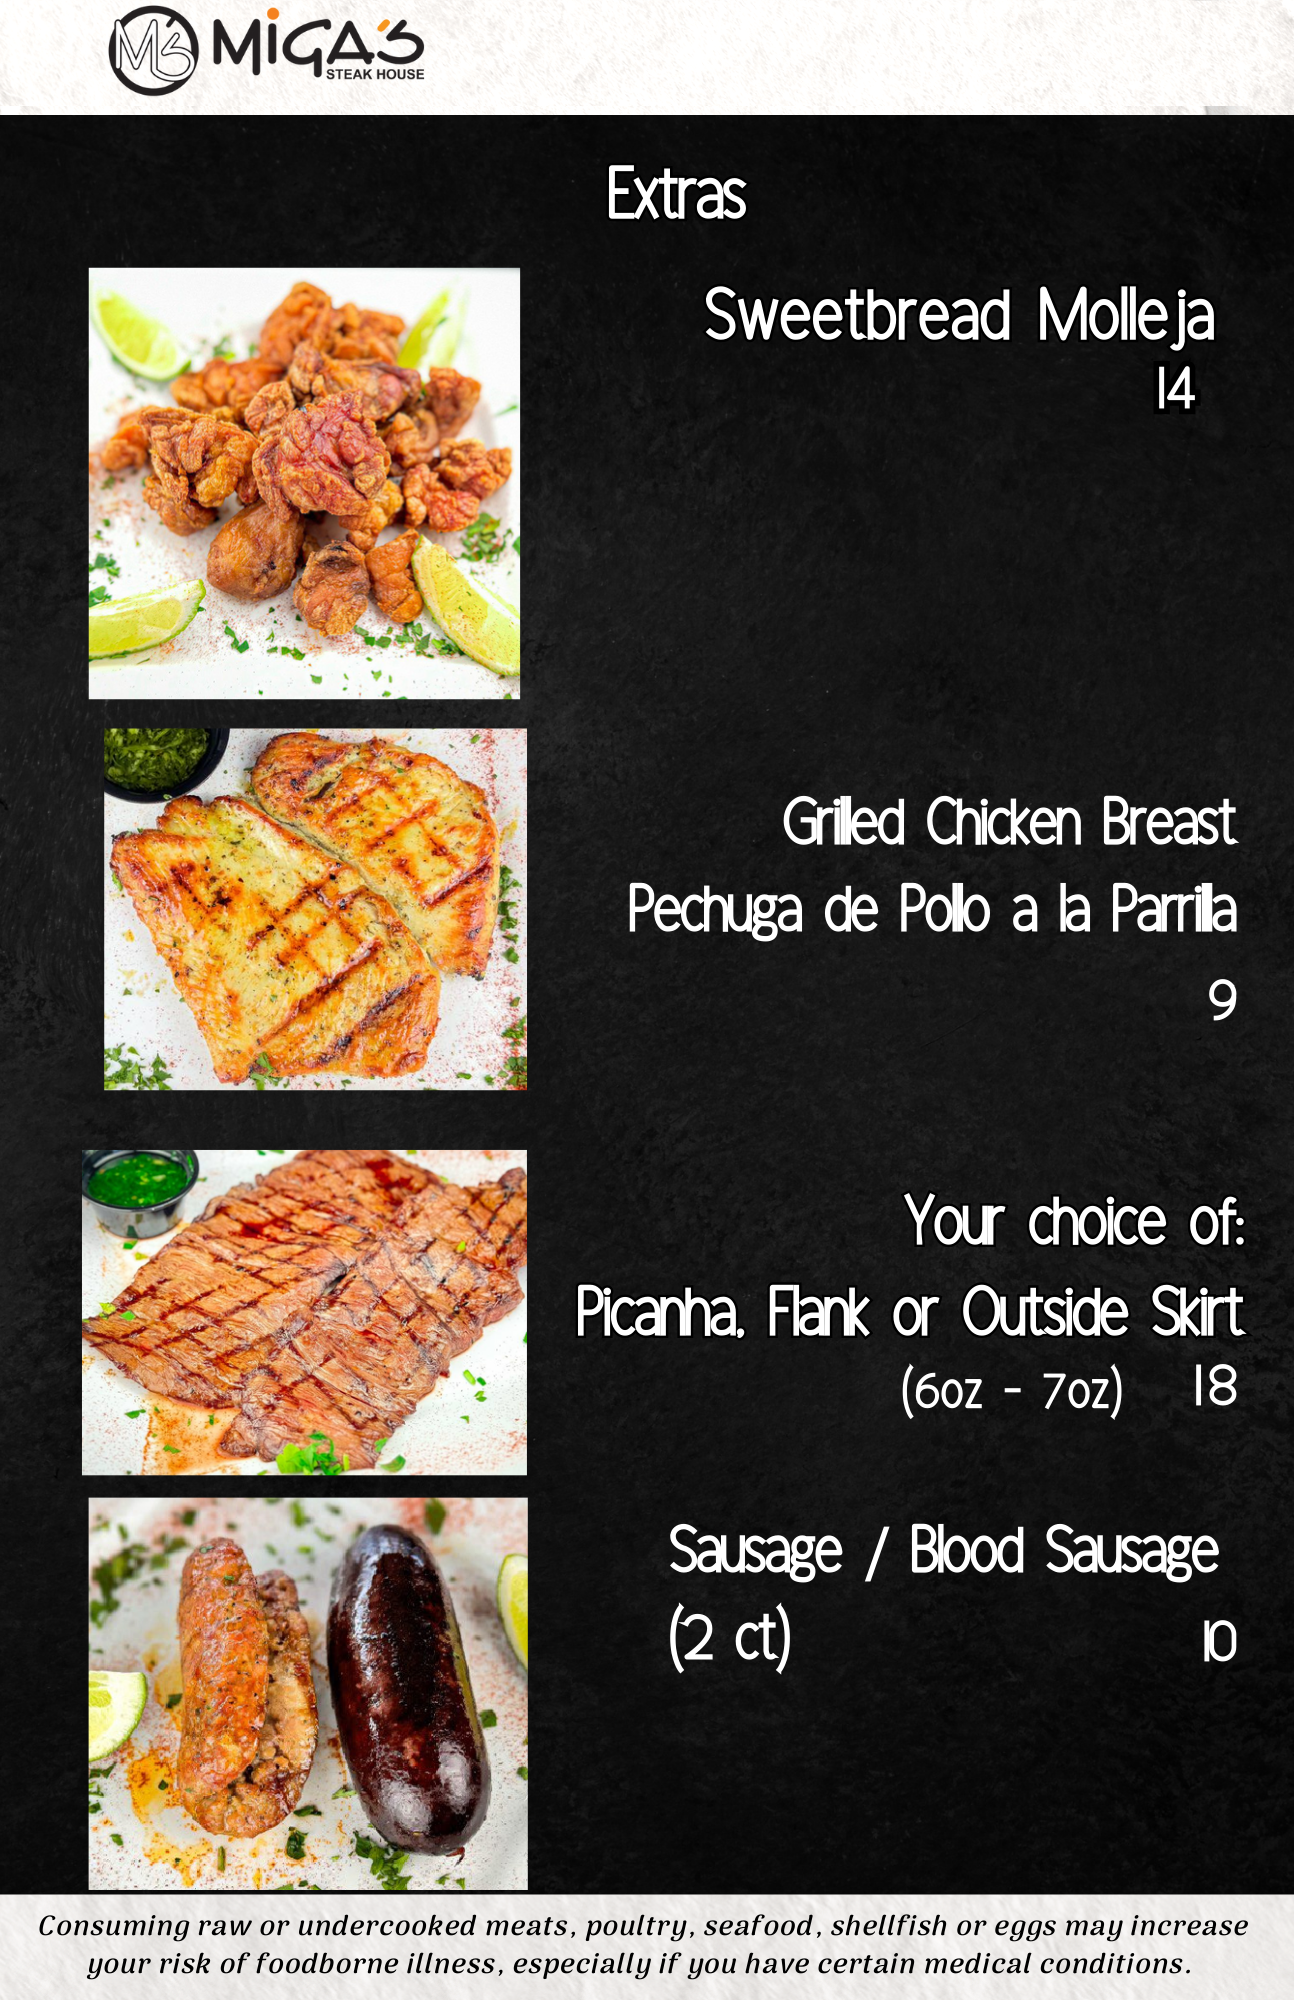 M's MiGA'S
STEAK HOUSE
Extras
Sweetbread Molleja
14
Grilled Chicken Breast
Pechuga de Pollo a la Parrilla
9
Your choice of:
Picanha, Flank or Outside Skirt
(6oz - 7oz) 18
Sausage / Blood Sausage
(2 ct) 10
Consuming raw or undercooked meats, poultry, seafood, shellfish or eggs may increase
your risk of foodborne illness, especially if you have certain medical conditions.